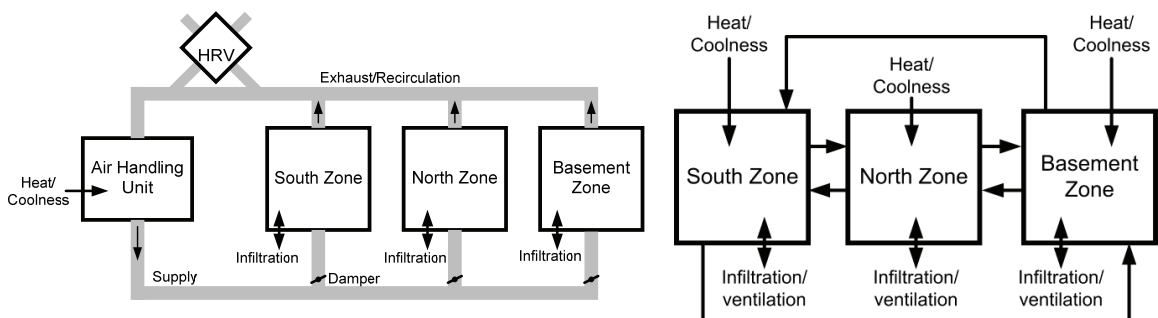 HRV
Exhaust/Recirculation
Air Handling
Unit
Heat/
Coolness
South Zone
North Zone
Basement
Zone
Infiltration
Infiltration
Infiltration
Supply
Damper
Heat/
Coolness
Heat/
Coolness
Heat/
Coolness
South Zone
North Zone
Basement
Zone
Infiltration/
ventilation
Infiltration/
ventilation
Infiltration/
ventilation